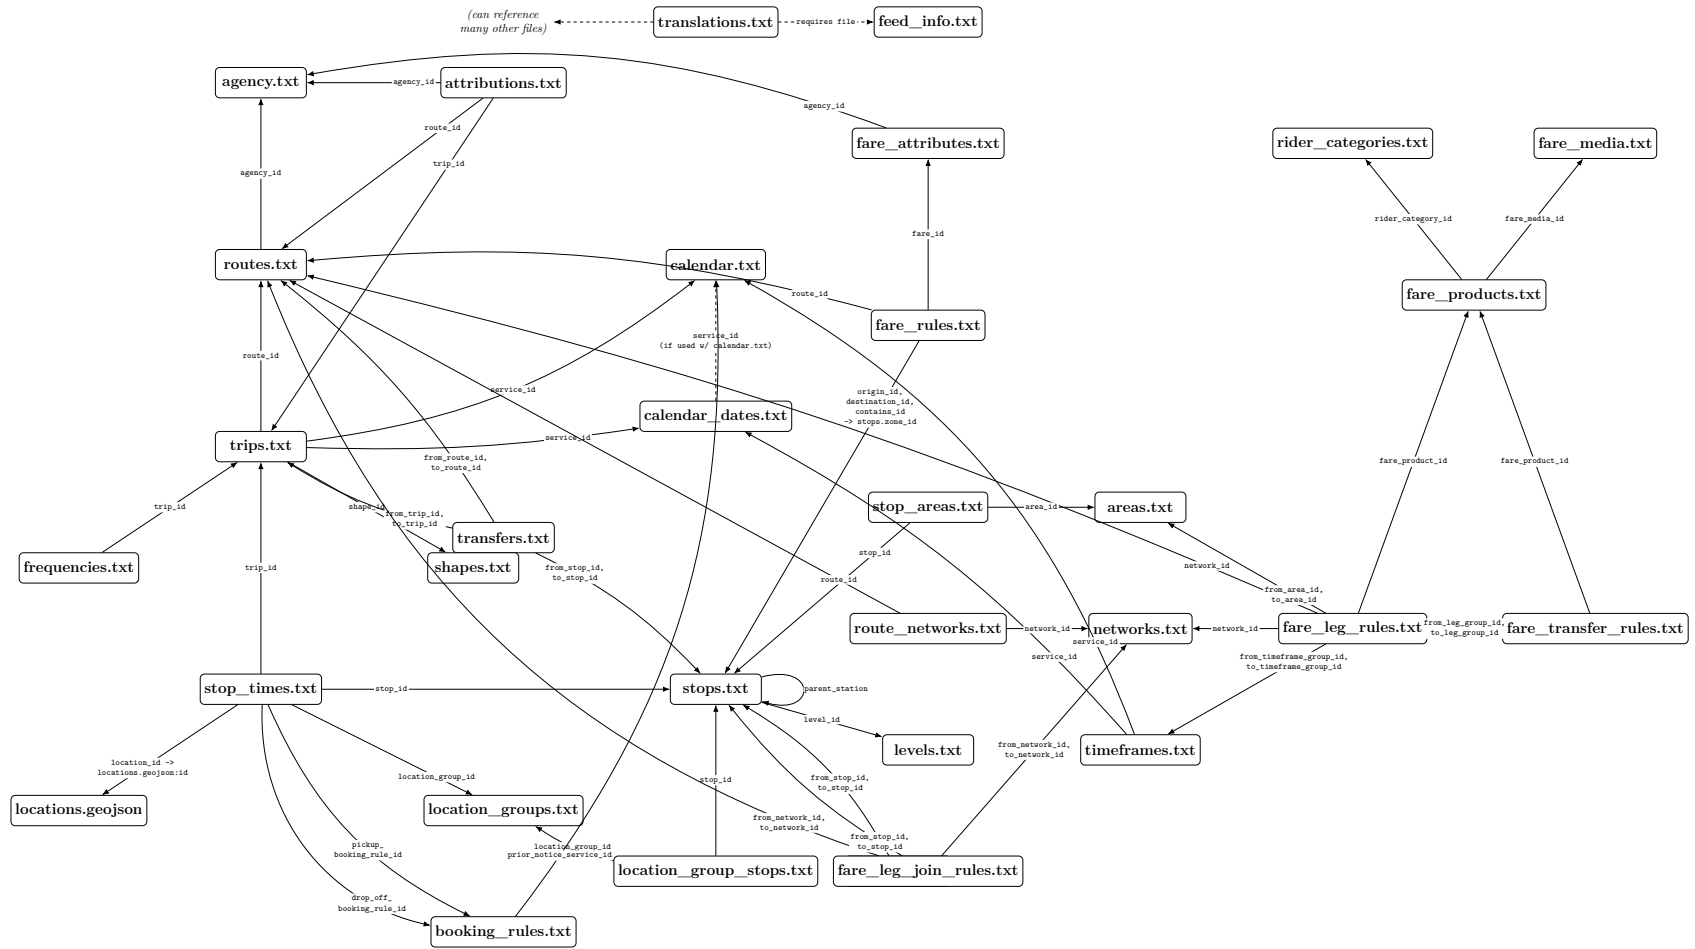 (can reference
many other files)
translations.txt
requires file
feed_info.txt
agency.txt
agency_id
attributions.txt
agency_id
route_id
fare_attributes.txt
rider_categories.txt
fare_media.txt
trip_id
agency_id
rider_category_id
fare_media_id
fare_id
routes.txt
calendar.txt
route_id
fare_products.txt
fare_rules.txt
service_id
(if used w/ calendar.txt)
route_id
service_id
origin_id,
destination_id,
contains_id
-> stops.zone_id
calendar_dates.txt
service_id
trips.txt
from_route_id,
to_route_id
fare_product_id
fare_product_id
trip_id
shape_id
from_trip_id,
to_trip_id
stop_areas.txt
area_id
areas.txt
transfers.txt
stop_id
frequencies.txt
trip_id
shapes.txt
from_stop_id,
to_stop_id
route_id
network_id
from_area_id,
to_area_id
route_networks.txt
network_id
networks.txt
network_id
fare_leg_rules.txt
from_leg_group_id,
to_leg_group_id
fare_transfer_rules.txt
service_id
service_id
from_timeframe_group_id,
to_timeframe_group_id
stop_times.txt
stop_id
stops.txt
parent_station
level_id
levels.txt
from_network_id,
to_network_id
timeframes.txt
location_id ->
locations.geojson:id
location_group_id
stop_id
from_stop_id,
to_stop_id
locations.geojson
location_groups.txt
from_network_id,
to_network_id
from_stop_id,
to_stop_id
pickup_
booking_rule_id
location_group_id
prior_notice_service_id
location_group_stops.txt
fare_leg_join_rules.txt
drop_off_
booking_rule_id
booking_rules.txt